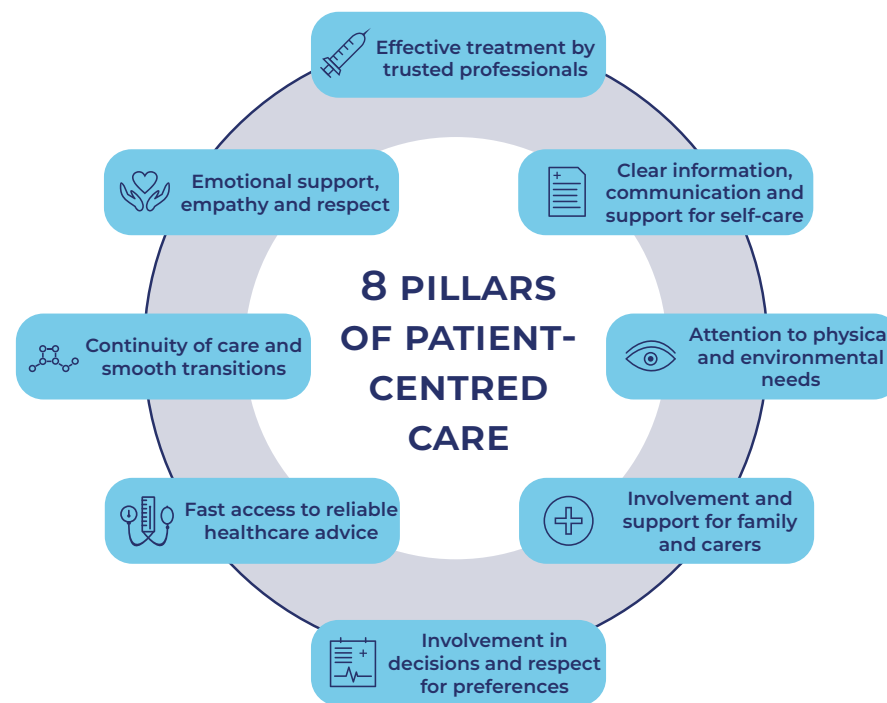 8 PILLARS
OF PATIENT-
CENTRED
CARE
Effective treatment by
trusted professionals
Clear information,
communication and
support for self-care
Attention to physica
and environmental
needs
Involvement and
support for family
and carers
Involvement in
decisions and respect
for preferences
Fast access to reliable
healthcare advice
Continuity of care and
smooth transitions
Emotional support,
empathy and respect